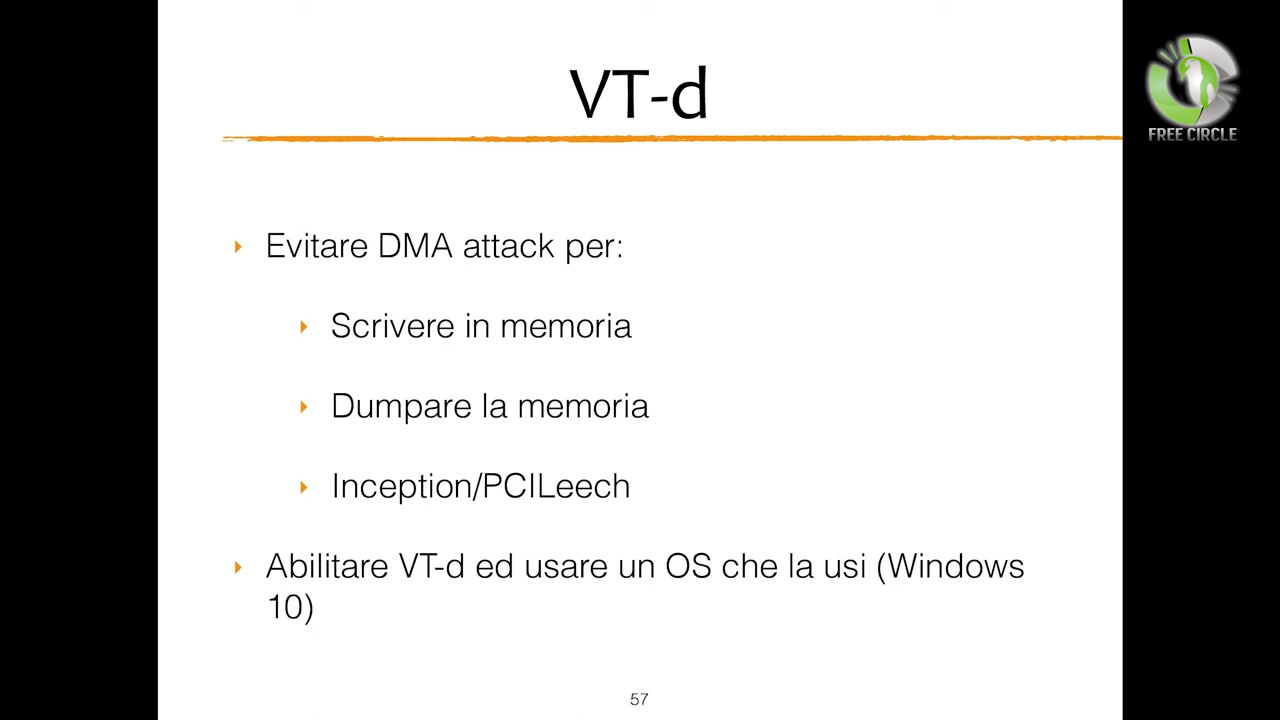 VT-d
FREE CIRCLE
Evitare DMA attack per:
Scrivere in memoria
Dumpare la memoria
Inception/PCILeech
Abilitare VT-d ed usare un OS che la usi (Windows
10)
57